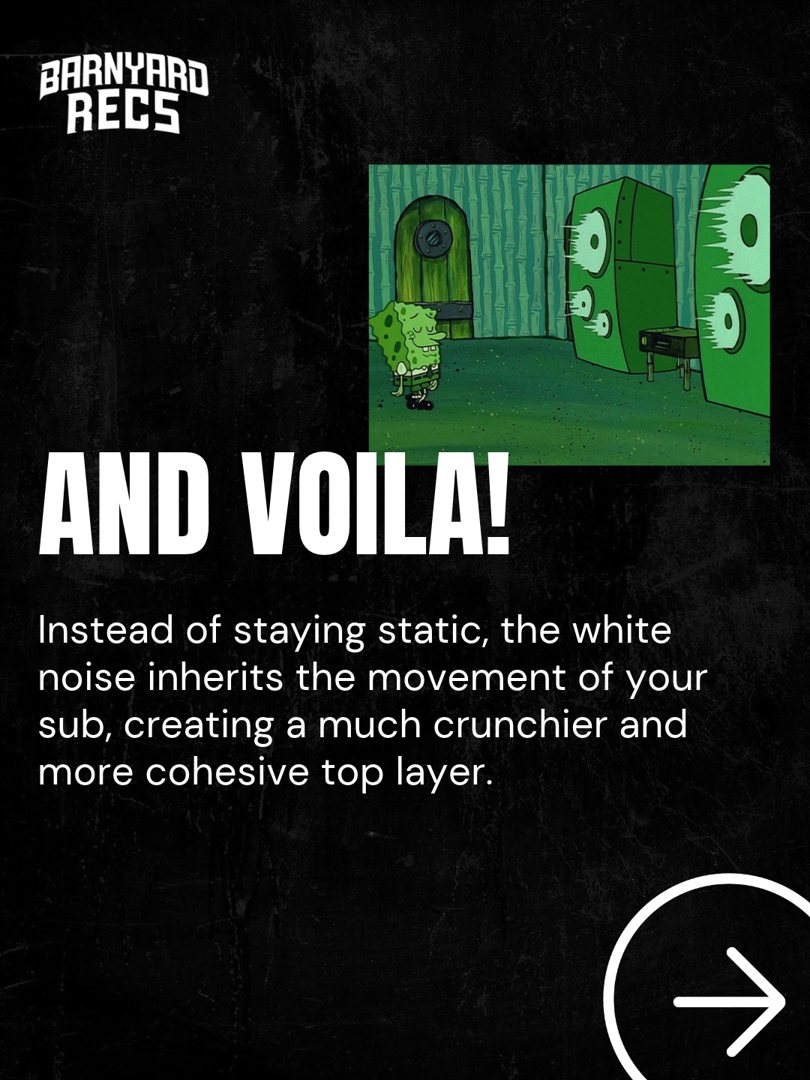 BARNYARD
RECS
AND VOILA!
Instead of staying static, the white
noise inherits the movement of your
sub, creating a much crunchier and
more cohesive top layer.